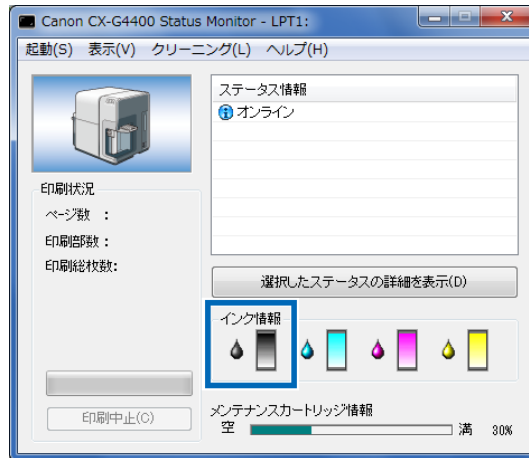 Canon CX-G4400 Status Monitor - LPT1:
起動(S) 表示(V) クリーニング(L) ヘルプ(H)
ステータス情報
オンライン
印刷状況
ページ数 :
印刷部数:
印刷総枚数:
選択したステータスの詳細を表示(D)
インク情報
印刷中止(C)
メンテナンスカートリッジ情報
空 満 30%